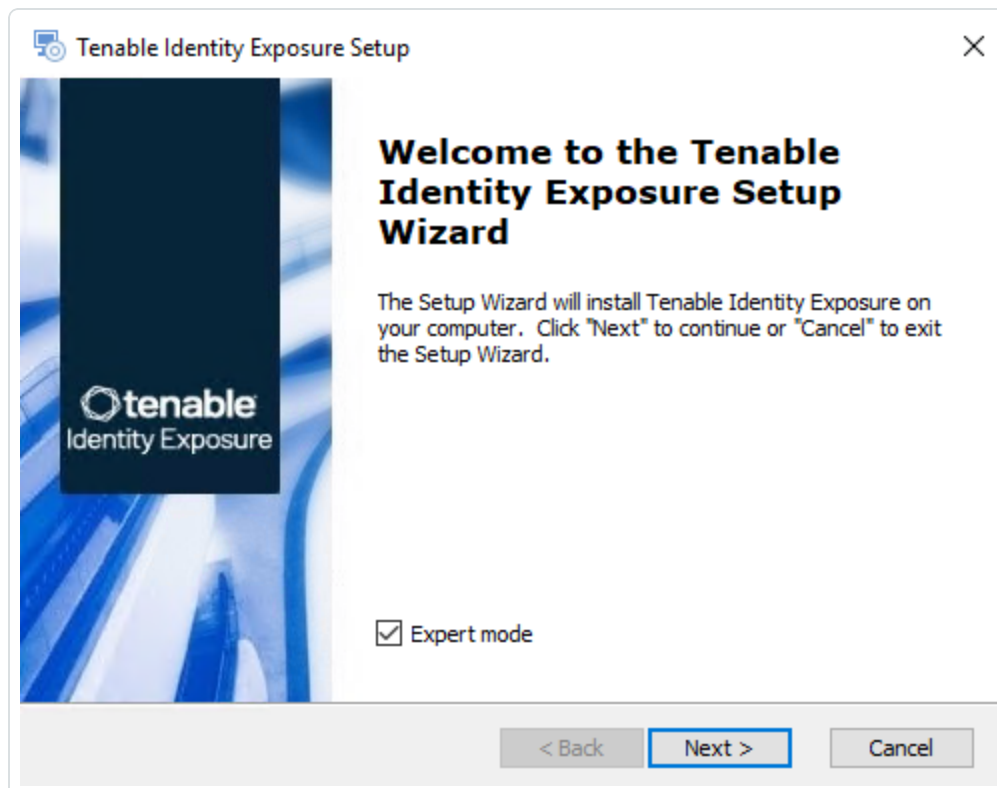 Tenable Identity Exposure Setup
Welcome to the Tenable
Identity Exposure Setup
Wizard
The Setup Wizard will install Tenable Identity Exposure on
your computer.  Click "Next" to continue or "Cancel" to exit
the Setup Wizard.
tenable
Identity Exposure
Expert mode
< Back
Next >
Cancel